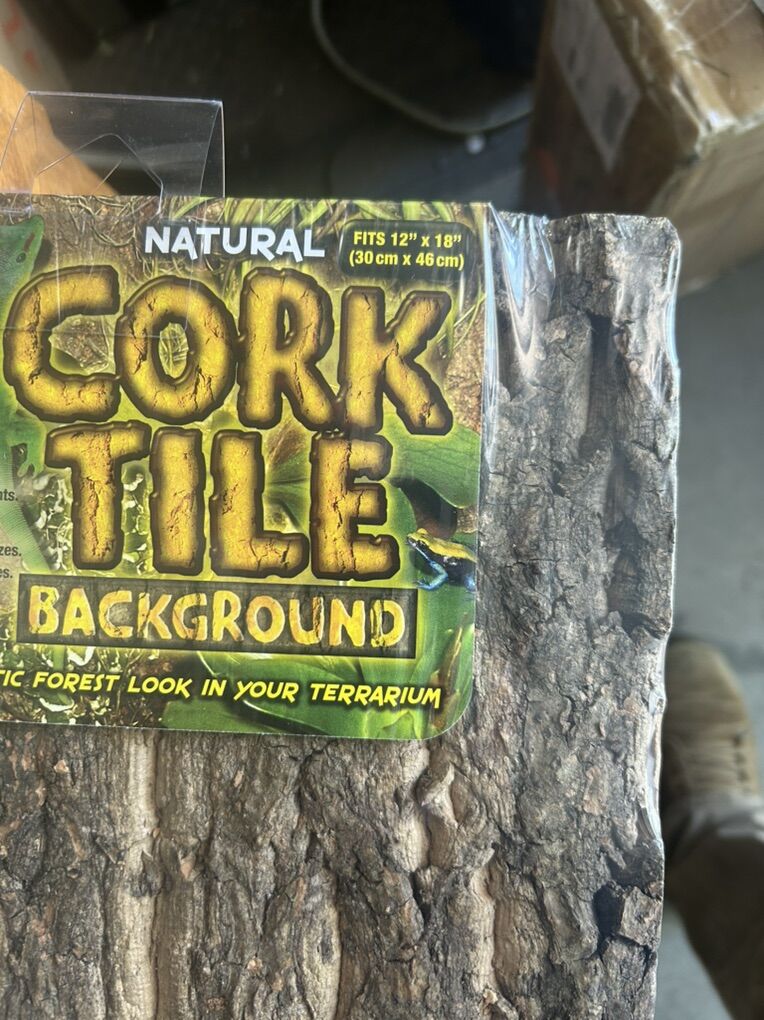 NATURAL
FITS 12" x 18"
(30 cm x 46 cm)
CORK
TILE
BACKGROUND
FOREST LOOK IN YOUR TERRARIUM